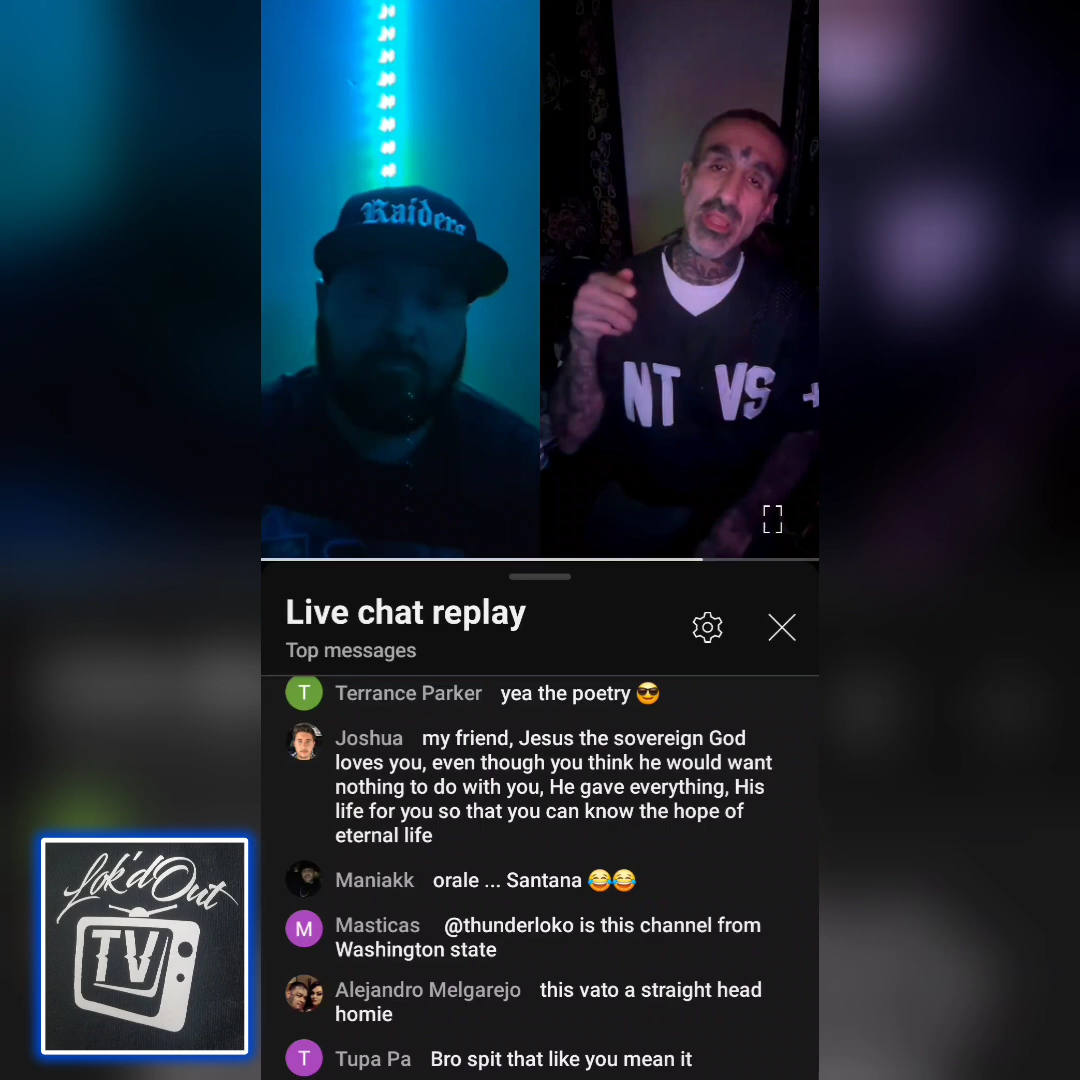 Raiders
NT VS +
Live chat replay
Top messages
T Terrance Parker yea the poetry 😎
Joshua my friend, Jesus the sovereign God
loves you, even though you think he would want
nothing to do with you, He gave everything, His
life for you so that you can know the hope of
eternal life
Maniakk orale ... Santana 😂😂
M Masticas @thunderloko is this channel from
Washington state
Alejandro Melgarejo this vato a straight head
homie
T Tupa Pa Bro spit that like you mean it
Lok'd Out
TV